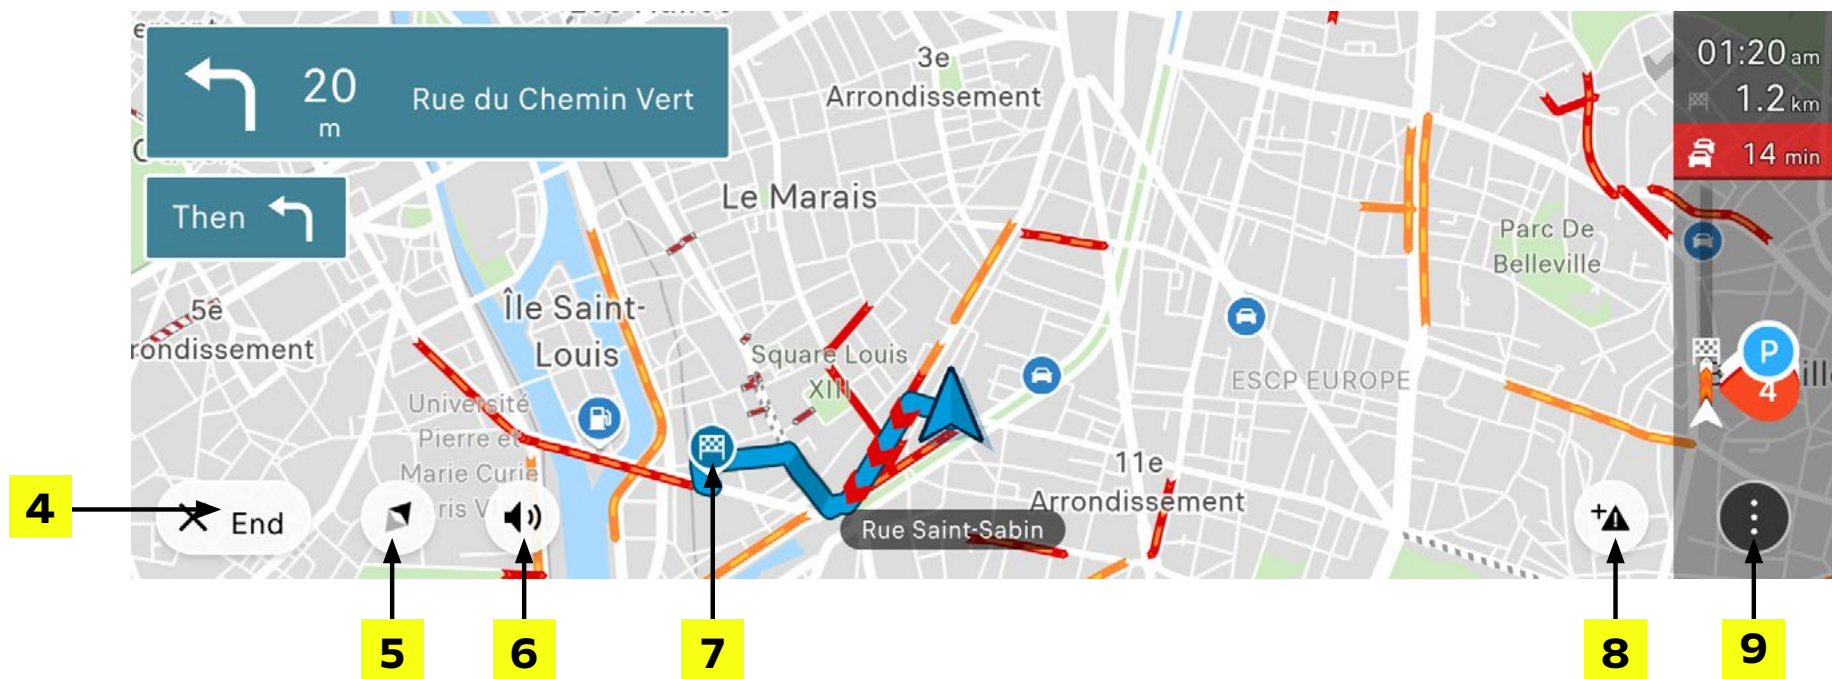 20
m
Rue du Chemin Vert
Then
3e
Arrondissement
Le Marais
Île Saint-
Louis
5e
rondissement
Square Louis
XIII
Université
Pierre et
Marie Curie
aris V
ESCP EUROPE
11e
Arrondissement
Rue Saint-Sabin
Parc De
Belleville
01:20 am
1.2 km
14 min
P
4
End
4
5
6
7
8
9